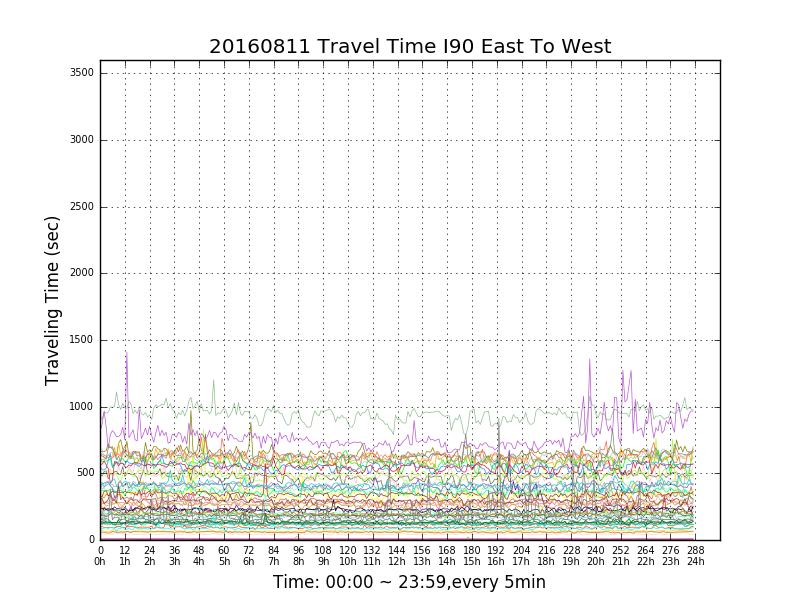 20160811 Travel Time I90 East To West
3500
3000
2500
2000
1500
1000
500
0
Traveling Time (sec)
0 12 24 36 48 60 72 84 96 108 120 132 144 156 168 180 192 204 216 228 240 252 264 276 288
0h 1h 2h 3h 4h 5h 6h 7h 8h 9h 10h 11h 12h 13h 14h 15h 16h 17h 18h 19h 20h 21h 22h 23h 24h
Time: 00:00 ~ 23:59,every 5min